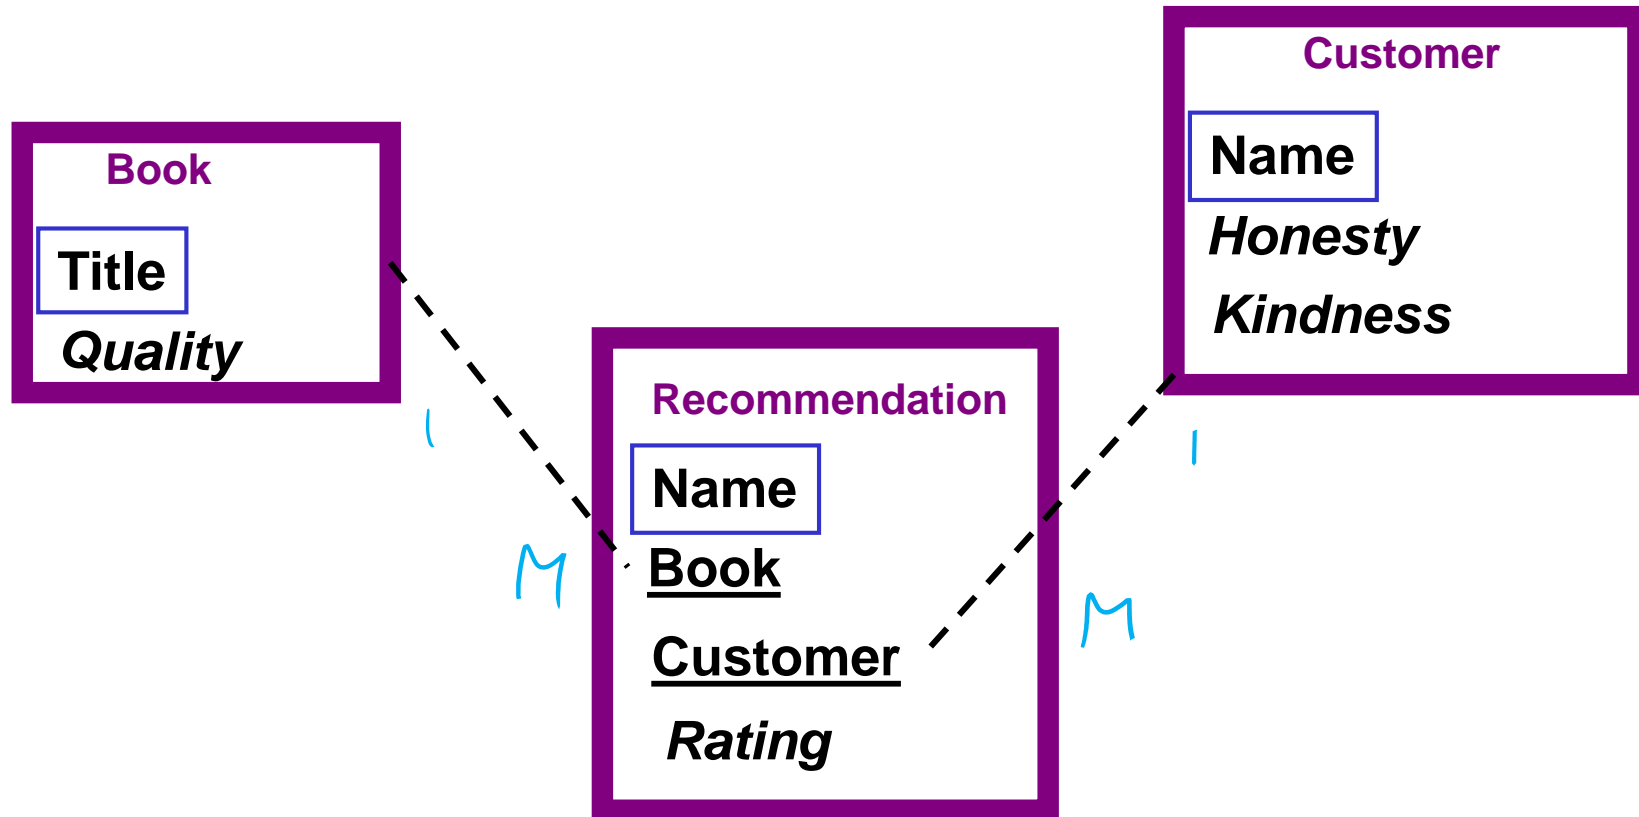 Book
Title
Quality
1
M
Recommendation
Name
Book
Customer
Rating
Customer
Name
Honesty
Kindness
1
M